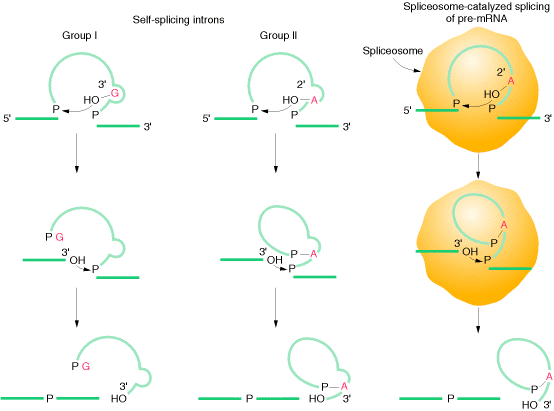 Self-splicing introns
Spliceosome-catalyzed splicing
of pre-mRNA
Group I
Group II
Spliceosome
3'
HO G
P
P
5'
3'
2'
HO A
P
P
5'
3'
2'
A
HO
P
P
5'
3'
P G
3'
OH
P
3'
OH
P A
P
A
3'
P
OH
P
P G
3'
HO
P
P A
3'
HO
P
A
P
3'
HO
P